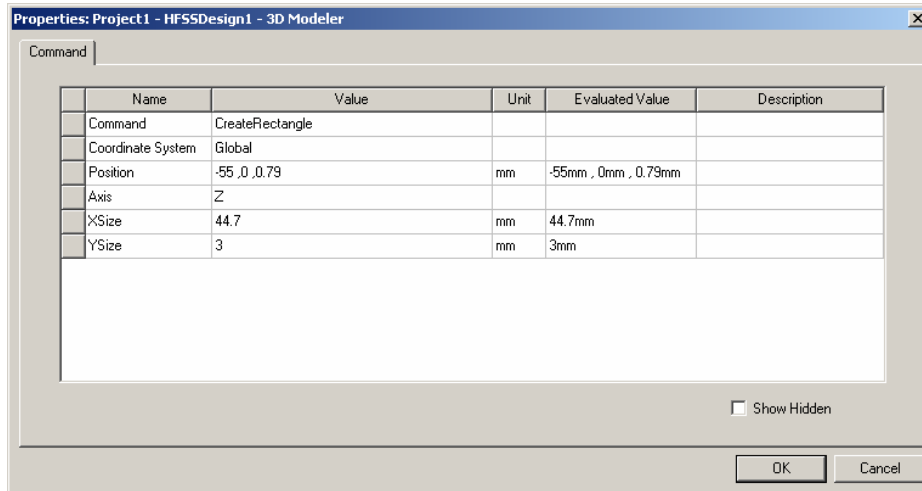 Properties: Project1 - HFSSDesign1 - 3D Modeler
Command
Name Value Unit Evaluated Value Description
Command CreateRectangle
Coordinate System Global
Position -55 ,0 ,0.79 mm -55mm , 0mm , 0.79mm
Axis Z
XSize 44.7 mm 44.7mm
YSize 3 mm 3mm
Show Hidden
OK Cancel